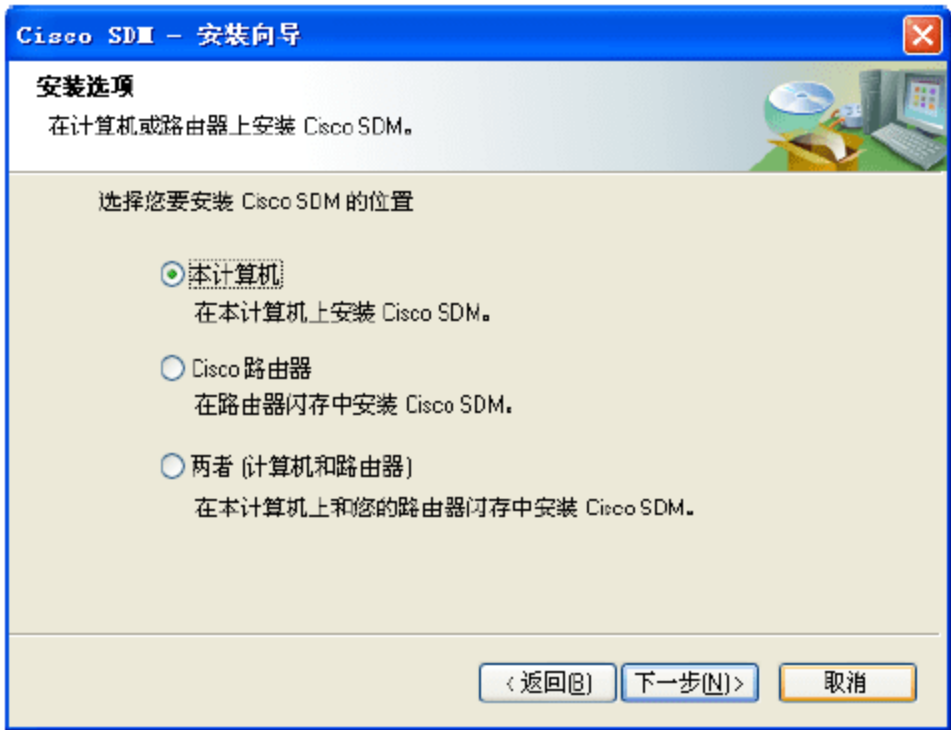 Cisco SDM - 安装向导
安装选项
在计算机或路由器上安装 Cisco SDM。
选择您要安装 Cisco SDM 的位置
本计算机
在本计算机上安装 Cisco SDM。
Cisco 路由器
在路由器闪存中安装 Cisco SDM。
两者 (计算机和路由器)
在本计算机上和您的路由器闪存中安装 Cisco SDM。
<返回(B) 下一步(N)> 取消